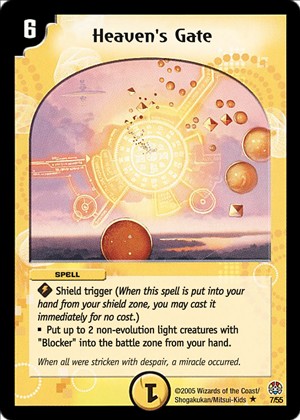 6
Heaven's Gate
SPELL
Shield trigger (When this spell is put into your
hand from your shield zone, you may cast it
immediately for no cost.)
▪ Put up to 2 non-evolution light creatures with
"Blocker" into the battle zone from your hand.
When all were stricken with despair, a miracle occurred.
1
©2005 Wizards of the Coast/
Shogakukan/Mitsui-Kids ★ 7/55